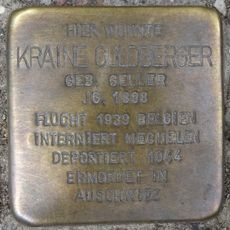 HIER WOHNTE
KRAINE GOLDBERGER
GEB. GELLER
JG. 1898
FLUCHT 1939 BELGIEN
INTERNIERT MECHELEN
DEPORTIERT 1944
ERMORDET IN
AUSCHWITZ